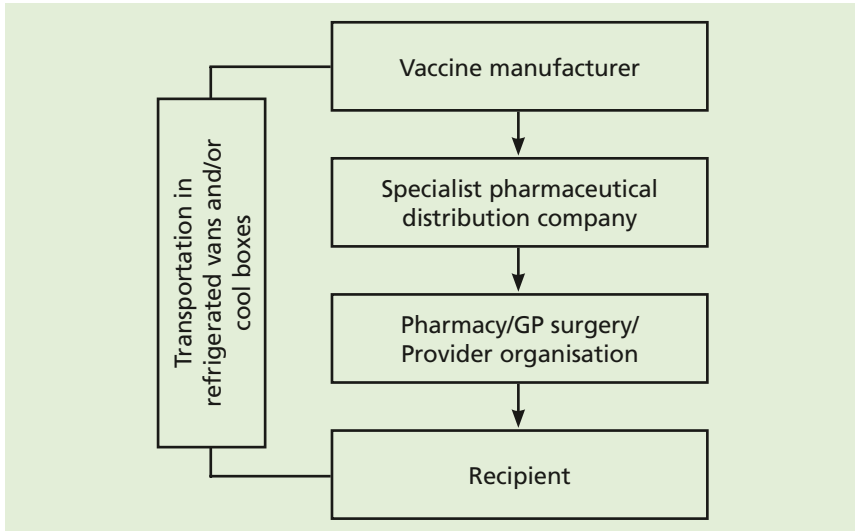 Vaccine manufacturer
Specialist pharmaceutical
distribution company
Pharmacy/GP surgery/
Provider organisation
Recipient
Transportation in
refrigerated vans and/or
cool boxes